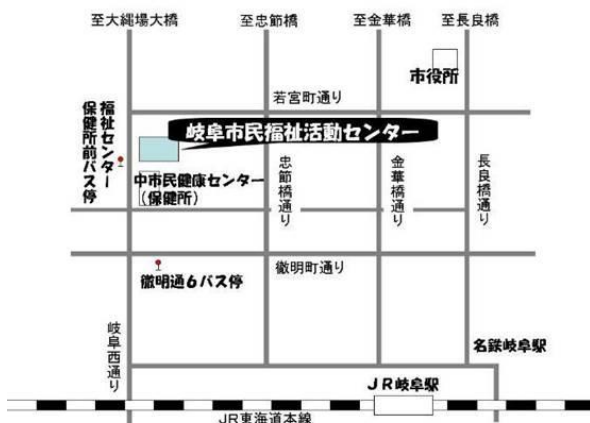 至大縄場大橋
至忠節橋
至金華橋
至長良橋
市役所
若宮町通り
岐阜市民福祉活動センター
福祉センター
保健所前バス停
中市民健康センター
(保健所)
忠節橋通り
金華橋通り
長良橋通り
徹明町通り
徹明通6バス停
岐阜西通り
名鉄岐阜駅
JR岐阜駅
JR東海道本線